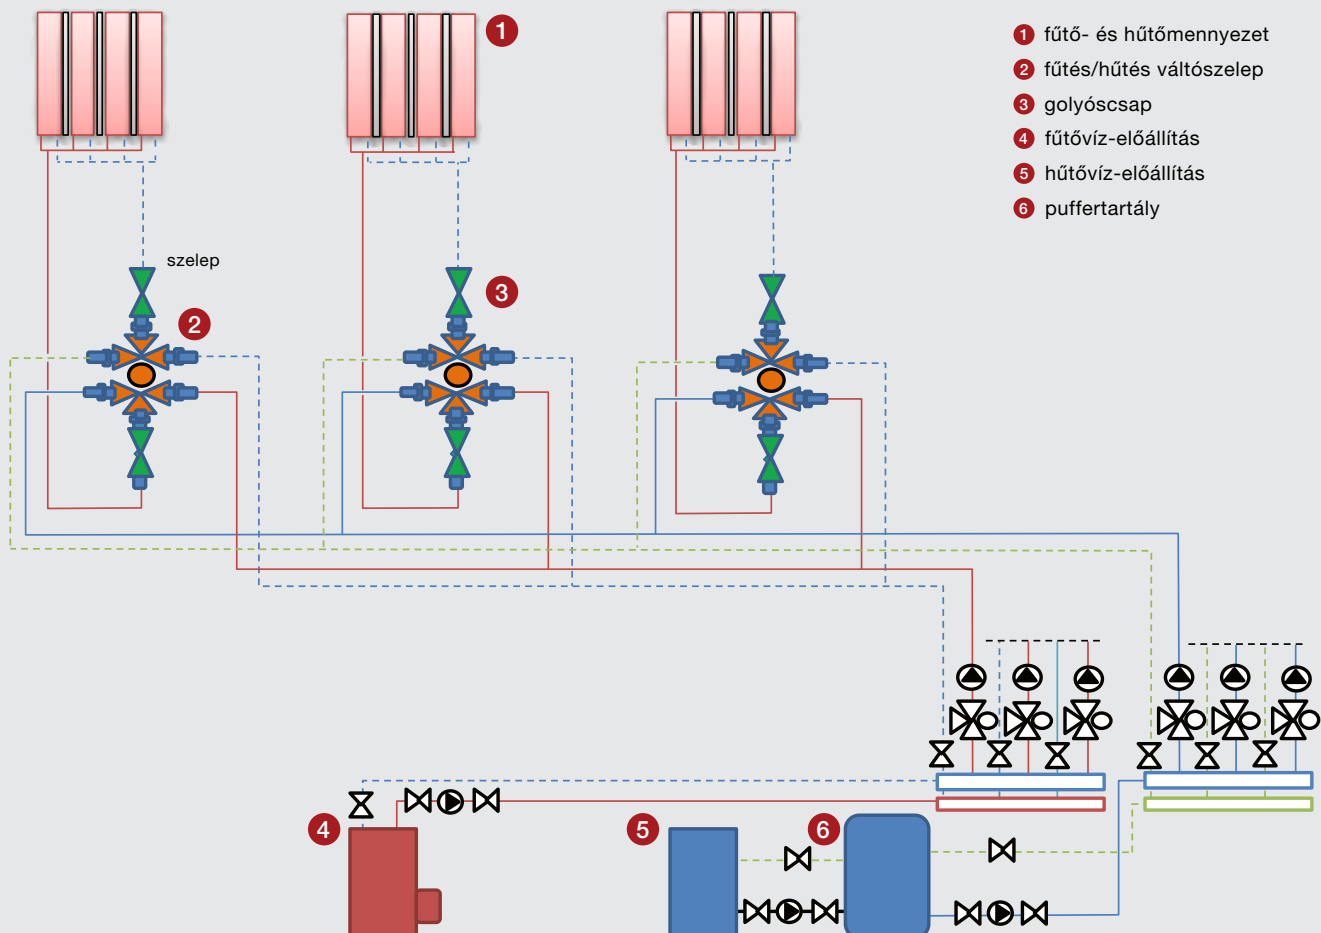 1
1 fűtő- és hűtőmennyezet
2 fűtés/hűtés váltószelep
3 golyóscsap
4 fűtővíz-előállítás
5 hűtővíz-előállítás
6 puffertartály
szelep
3
2
4
5
6